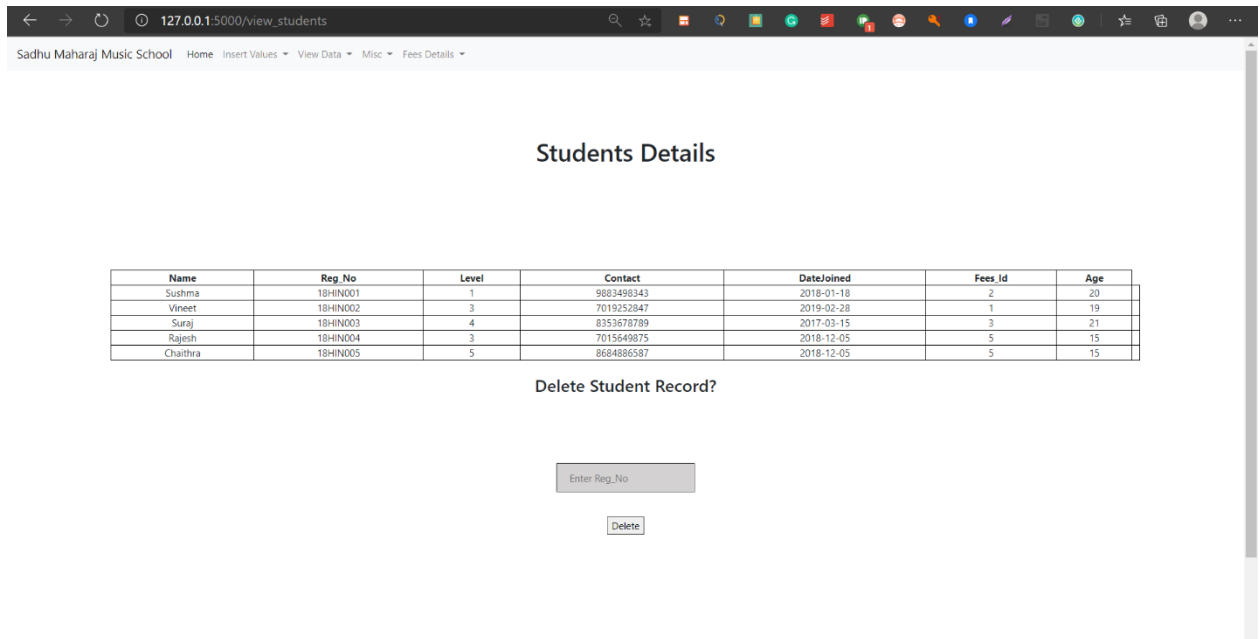 127.0.0.1:5000/view_students
Sadhu Maharaj Music School Home Insert Values View Data Misc Fees Details
Students Details
Name Reg_No Level Contact DateJoined Fees_Id Age
Sushma 18HIN001 1 9883498343 2018-01-18 2 20
Vineet 18HIN002 3 7019252847 2019-02-28 1 19
Suraj 18HIN003 4 8353678789 2017-03-15 3 21
Rajesh 18HIN004 3 7015649875 2018-12-05 5 15
Chaithra 18HIN005 5 8684886587 2018-12-05 5 15
Delete Student Record?
Enter Reg_No
Delete